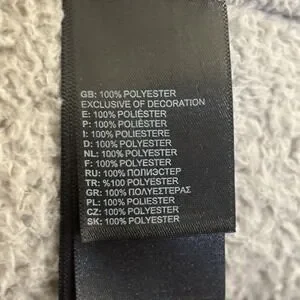 GB: 100% POLYESTER
EXCLUSIVE OF DECORATION
E: 100% POLIÉSTER
P: 100% POLIÉSTER
I: 100% POLIESTERE
D: 100% POLYESTER
NL: 100% POLYESTER
F: 100% POLYESTER
RU: 100% ПОЛИЭСТЕР
TR: %100 POLYESTER
GR: 100% ΠΟΛΥΕΣΤΕΡΑΣ
PL: 100% POLIESTER
CZ: 100% POLYESTER
SK: 100% POLYESTER